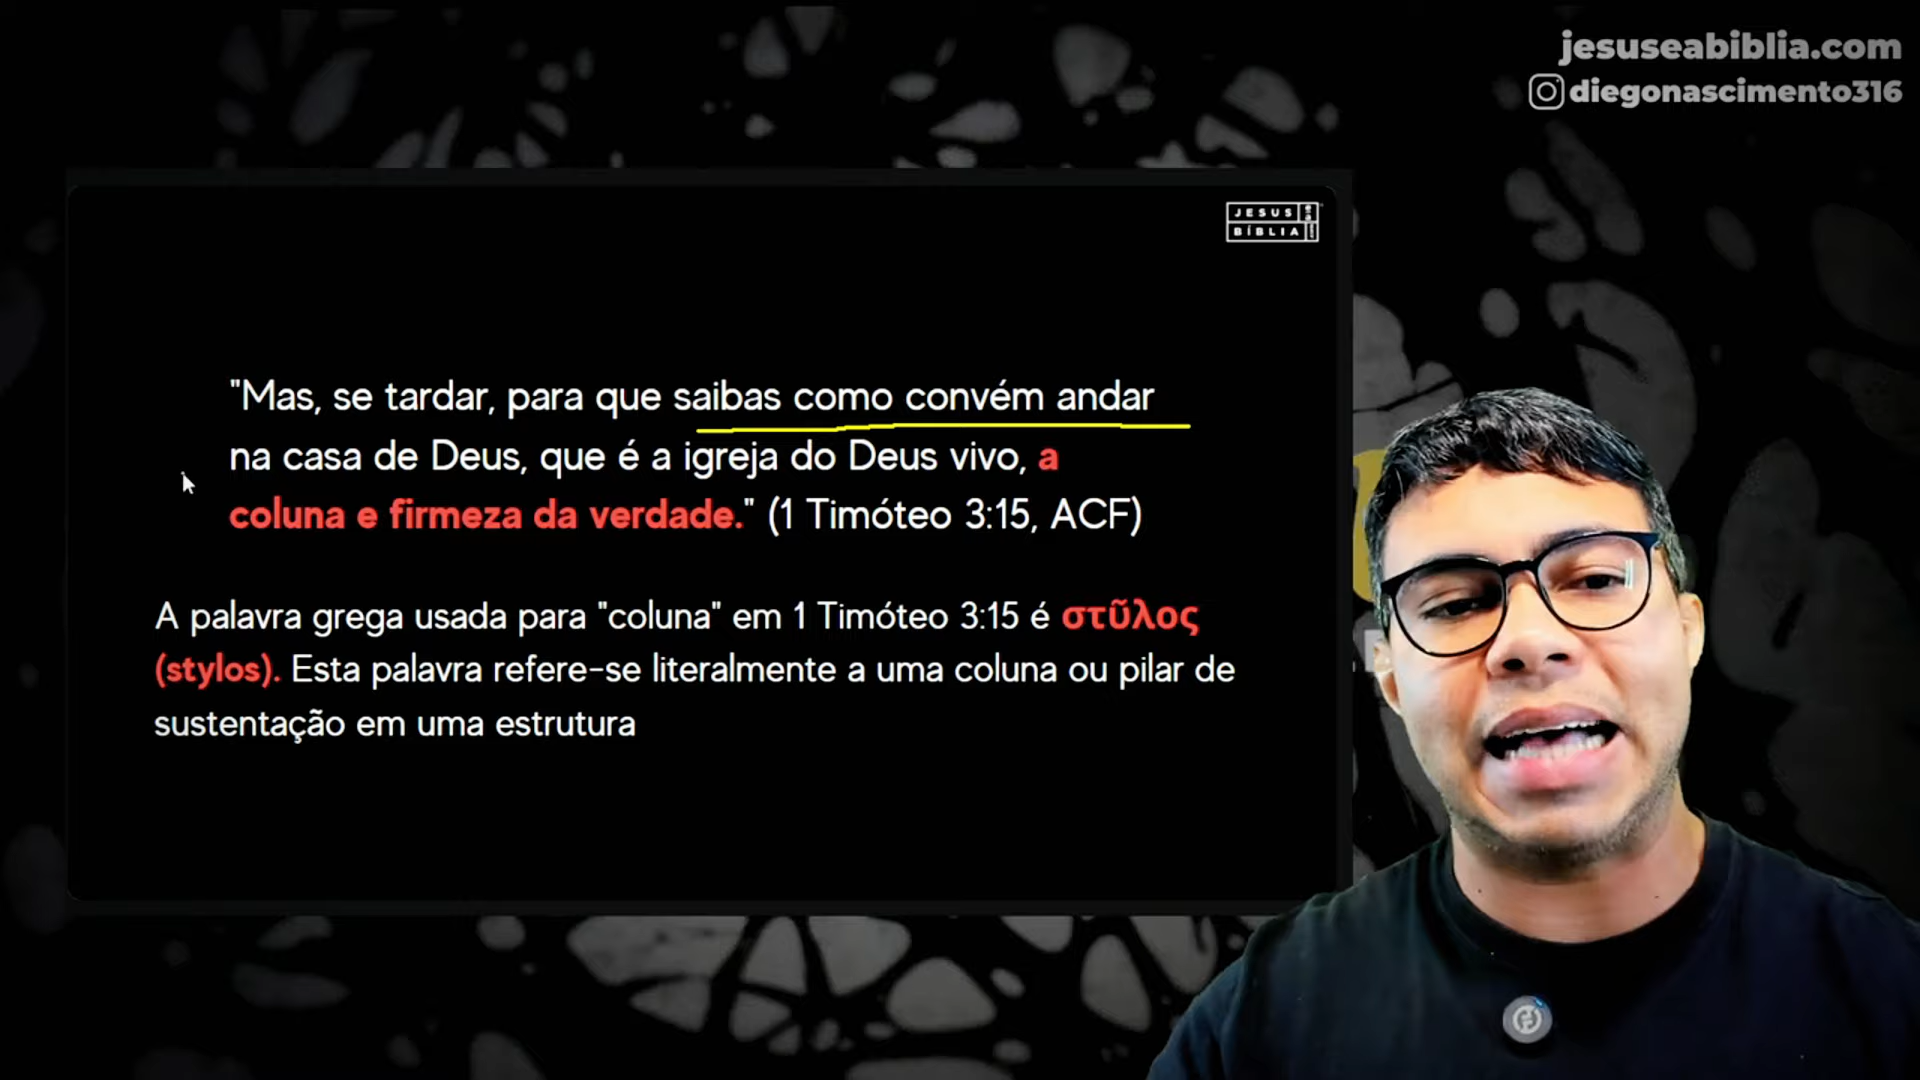 jesuseabiblia.com
diegonascimento316
JESUS
BÍBLIA
"Mas, se tardar, para que saibas como convém andar
na casa de Deus, que é a igreja do Deus vivo, a
coluna e firmeza da verdade." (1 Timóteo 3:15, ACF)
A palavra grega usada para "coluna" em 1 Timóteo 3:15 é στῦλος
(stylos). Esta palavra refere-se literalmente a uma coluna ou pilar de
sustentação em uma estrutura